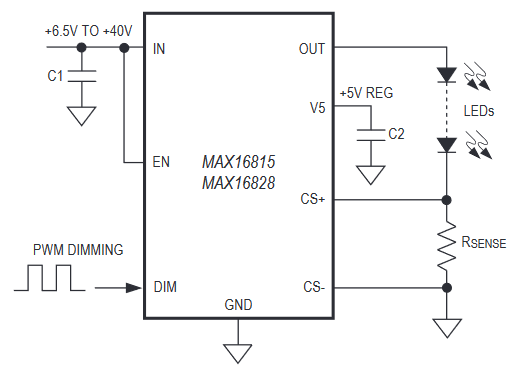 +6.5V TO +40V
IN
OUT
C1
+5V REG
V5
LEDs
C2
EN
MAX16815
MAX16828
CS+
RSENSE
PWM DIMMING
DIM
CS-
GND